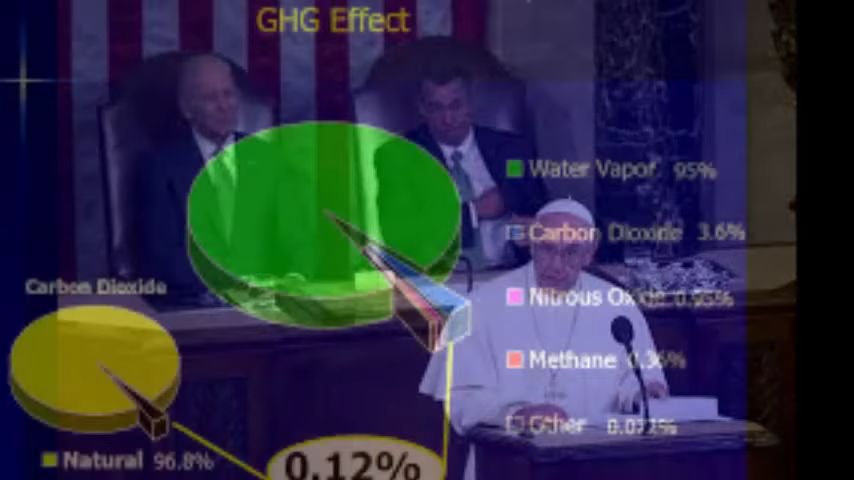 GHG Effect
Water Vapor 95%
Carbon Dioxide 3.6%
Nitrous Oxide 0.95%
Methane 0.36%
Other 0.072%
Carbon Dioxide
Natural 96.8%
0.12%